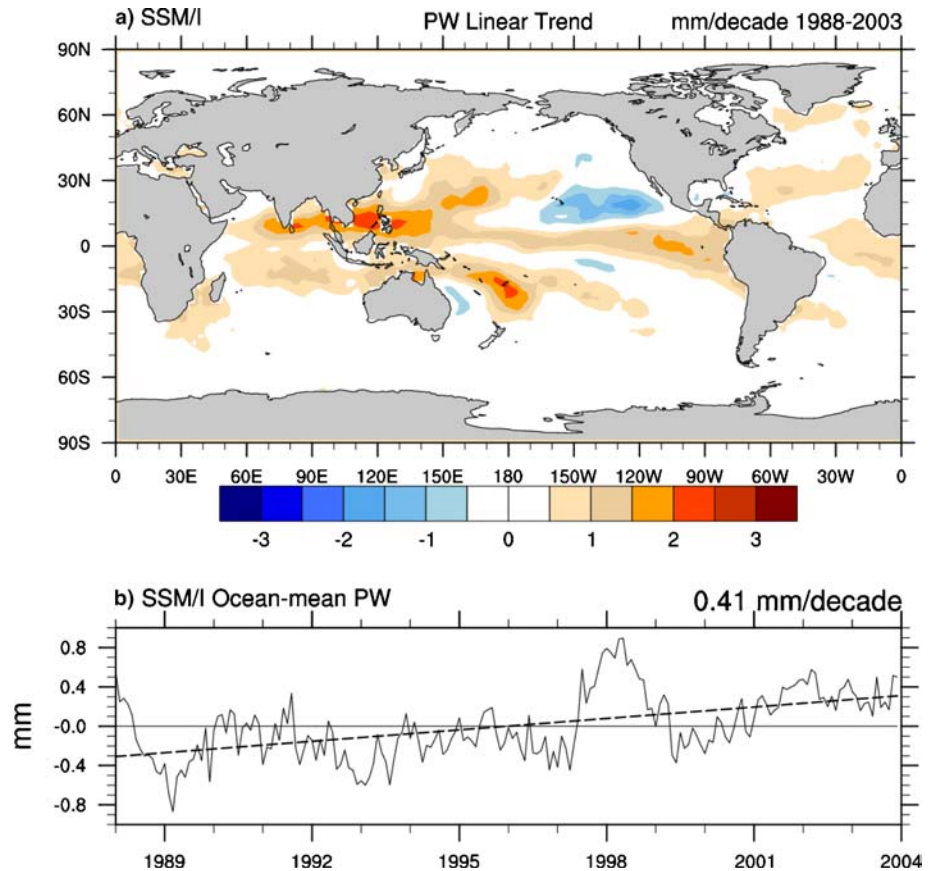 a) SSM/I PW Linear Trend mm/decade 1988-2003
90N
60N
30N
0
30S
60S
90S
0 30E 60E 90E 120E 150E 180 150W 120W 90W 60W 30W 0
-3 -2 -1 0 1 2 3
b) SSM/I Ocean-mean PW 0.41 mm/decade
0.8
0.4
-0.0
-0.4
-0.8
mm
1989 1992 1995 1998 2001 2004